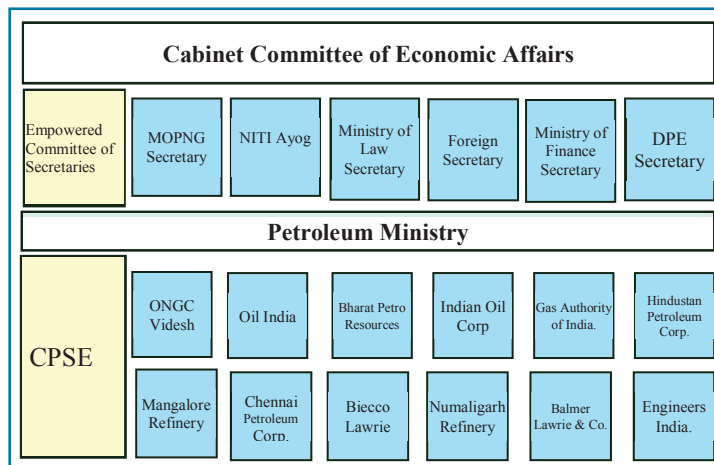 Cabinet Committee of Economic Affairs
Empowered
Committee of
Secretaries
MOPNG
Secretary
NITI Ayog
Ministry of
Law
Secretary
Foreign
Secretary
Ministry of
Finance
Secretary
DPE
Secretary
Petroleum Ministry
CPSE
ONGC
Videsh
Oil India
Bharat Petro
Resources
Indian Oil
Corp
Gas Authority
of India.
Hindustan
Petroleum
Corp.
Mangalore
Refinery
Chennai
Petroleum
Corp.
Biecco
Lawrie
Numaligarh
Refinery
Balmer
Lawrie & Co.
Engineers
India.